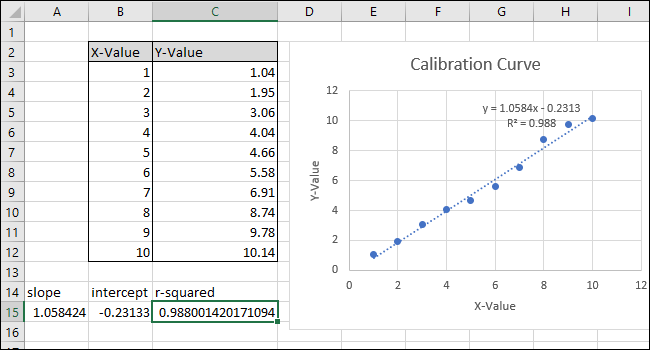 A B C D E F G H I
1
2 X-Value Y-Value
3 1 1.04
4 2 1.95
5 3 3.06
6 4 4.04
7 5 4.66
8 6 5.58
9 7 6.91
10 8 8.74
11 9 9.78
12 10 10.14
13
14 slope intercept r-squared
15 1.058424 -0.23133 0.988001420171094
16
17
Calibration Curve
12
10
8
6
4
2
0
Y-Value
y = 1.0584x - 0.2313
R² = 0.988
0 2 4 6 8 10 12
X-Value